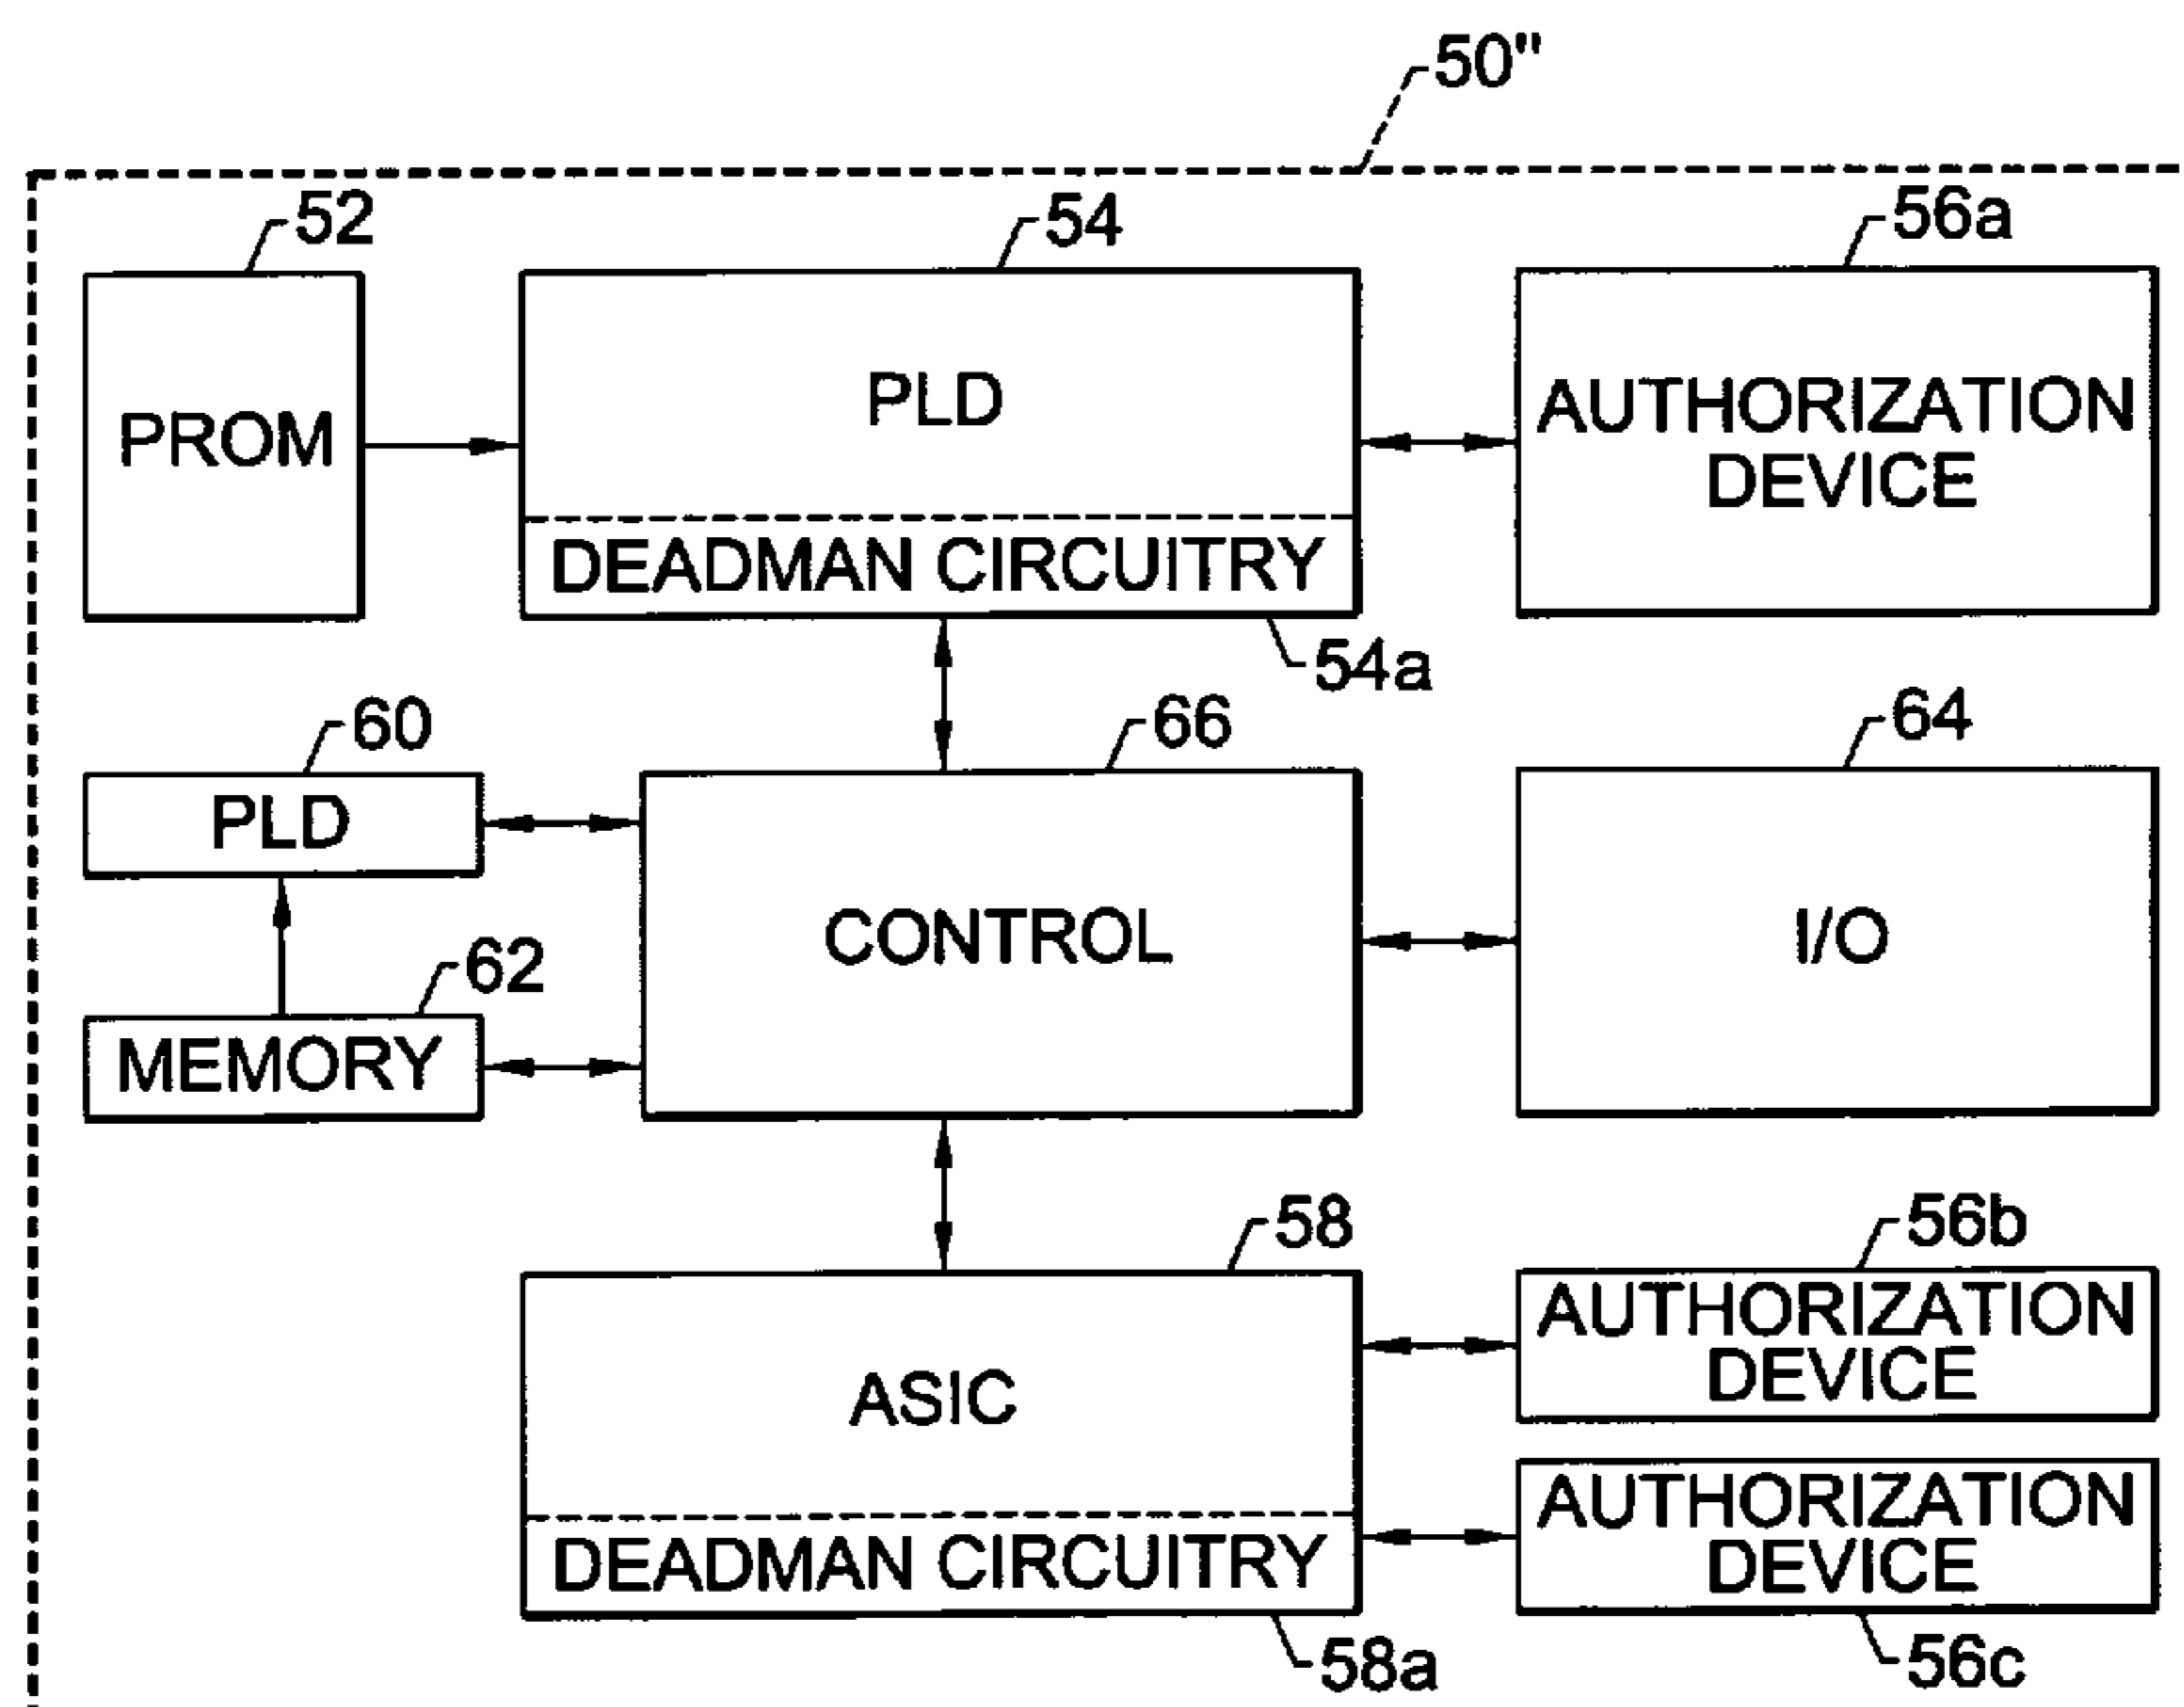 50"
52
54
56a
PROM
PLD
AUTHORIZATION
DEVICE
DEADMAN CIRCUITRY
54a
60
66
64
PLD
CONTROL
I/O
62
MEMORY
58
56b
ASIC
AUTHORIZATION
DEVICE
AUTHORIZATION
DEVICE
DEADMAN CIRCUITRY
58a
56c